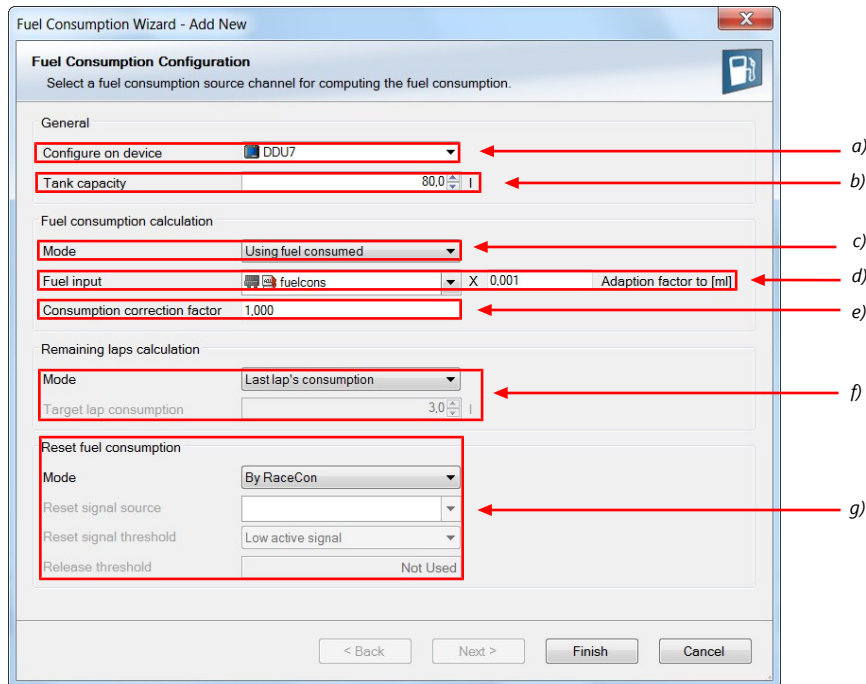 Fuel Consumption Wizard - Add New
Fuel Consumption Configuration
Select a fuel consumption source channel for computing the fuel consumption.
General
Configure on device DDU7 a)
Tank capacity 80,0 l b)
Fuel consumption calculation
Mode Using fuel consumed c)
Fuel input fuelcons X 0,001 Adaption factor to [ml] d)
Consumption correction factor 1,000 e)
Remaining laps calculation
Mode Last lap's consumption
f)
Target lap consumption 3,0 l
Reset fuel consumption
Mode By RaceCon
Reset signal source g)
Reset signal threshold Low active signal
Release threshold Not Used
< Back Next > Finish Cancel